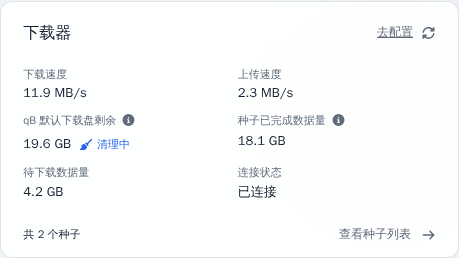 下载器
去配置
下载速度
11.9 MB/s
上传速度
2.3 MB/s
qB 默认下载盘剩余
19.6 GB 清理中
种子已完成数据量
18.1 GB
待下载数据量
4.2 GB
连接状态
已连接
共 2 个种子
查看种子列表